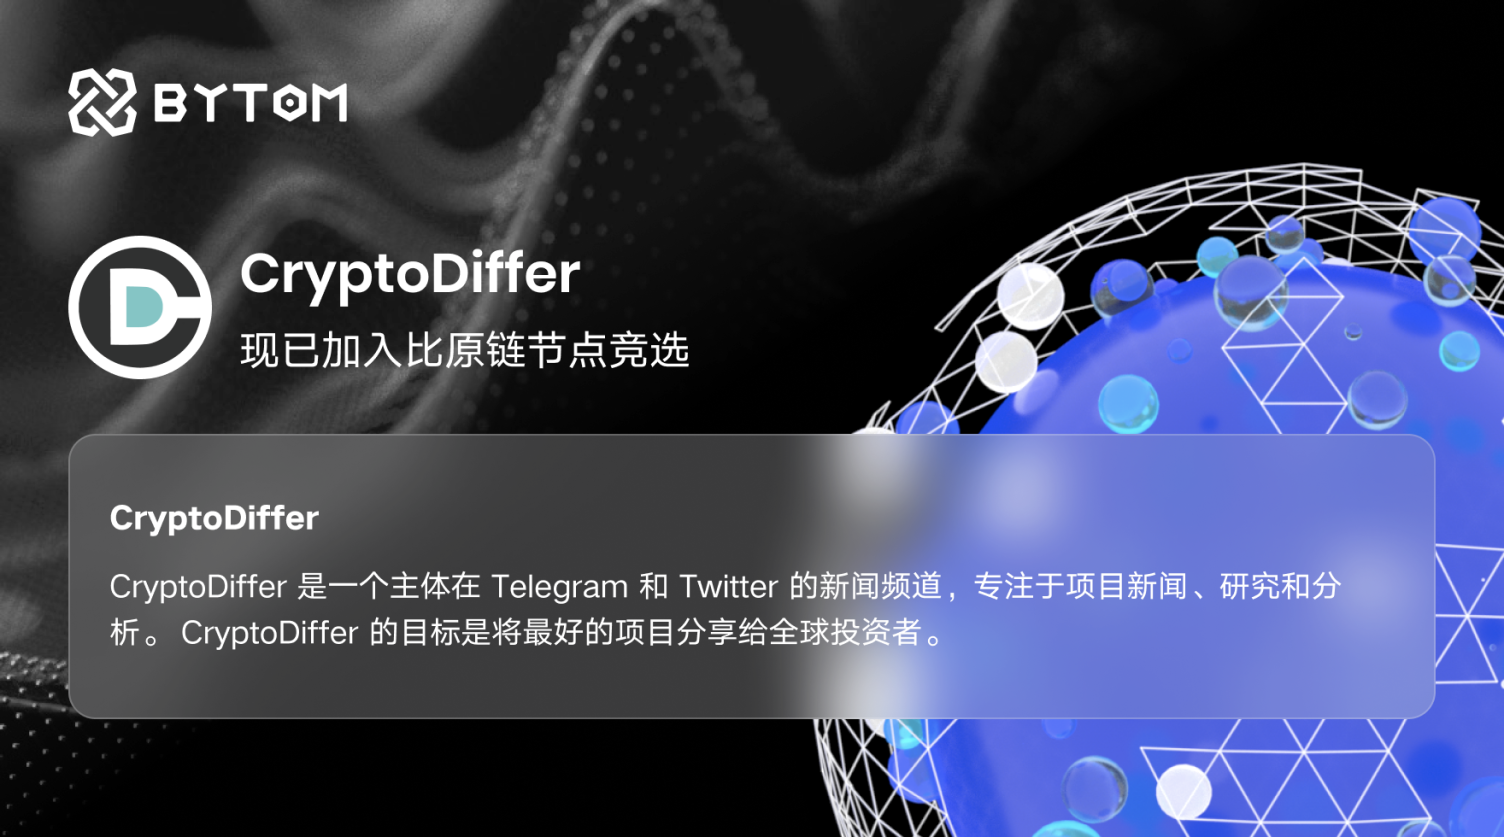 BYTOM
CryptoDiffer
现已加入比原链节点竞选
CryptoDiffer
CryptoDiffer 是一个主体在 Telegram 和 Twitter 的新闻频道，专注于项目新闻、研究和分
析。 CryptoDiffer 的目标是将最好的项目分享给全球投资者。